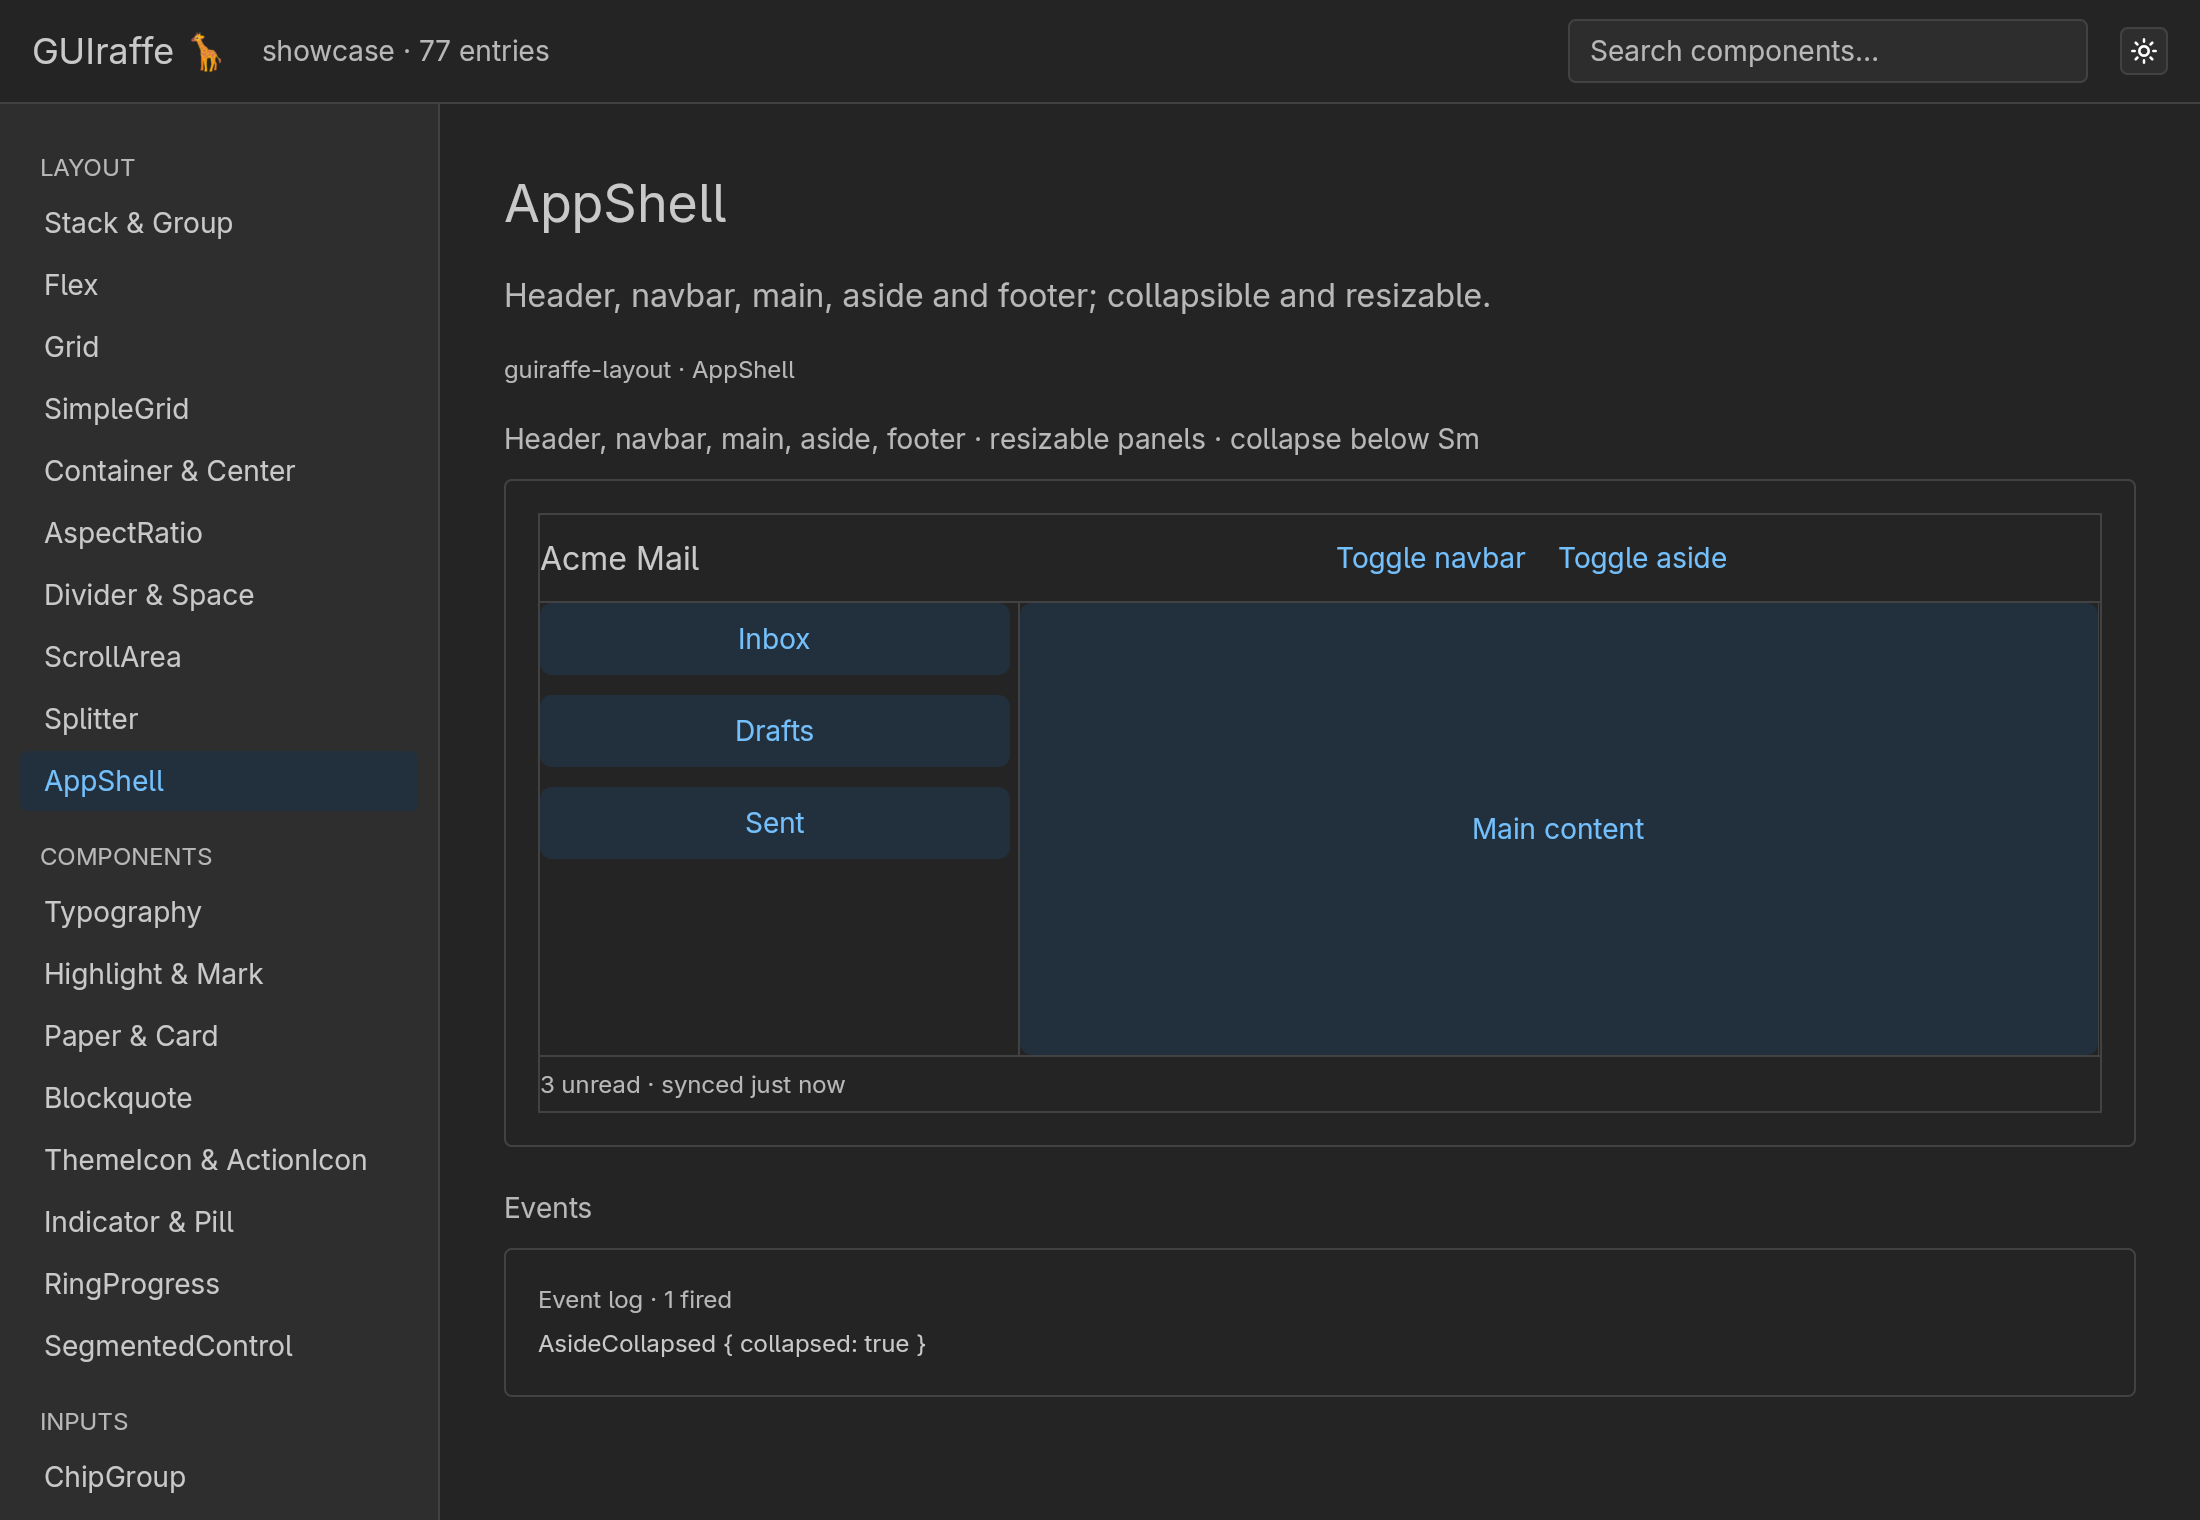 GUIraffe 🦒 showcase · 77 entries Search components...
LAYOUT
Stack & Group
Flex
Grid
SimpleGrid
Container & Center
AspectRatio
Divider & Space
ScrollArea
Splitter
AppShell
COMPONENTS
Typography
Highlight & Mark
Paper & Card
Blockquote
ThemeIcon & ActionIcon
Indicator & Pill
RingProgress
SegmentedControl
INPUTS
ChipGroup
AppShell
Header, navbar, main, aside and footer; collapsible and resizable.
guiraffe-layout · AppShell
Header, navbar, main, aside, footer · resizable panels · collapse below Sm
Acme Mail Toggle navbar Toggle aside
Inbox
Drafts
Sent
Main content
3 unread · synced just now
Events
Event log · 1 fired
AsideCollapsed { collapsed: true }